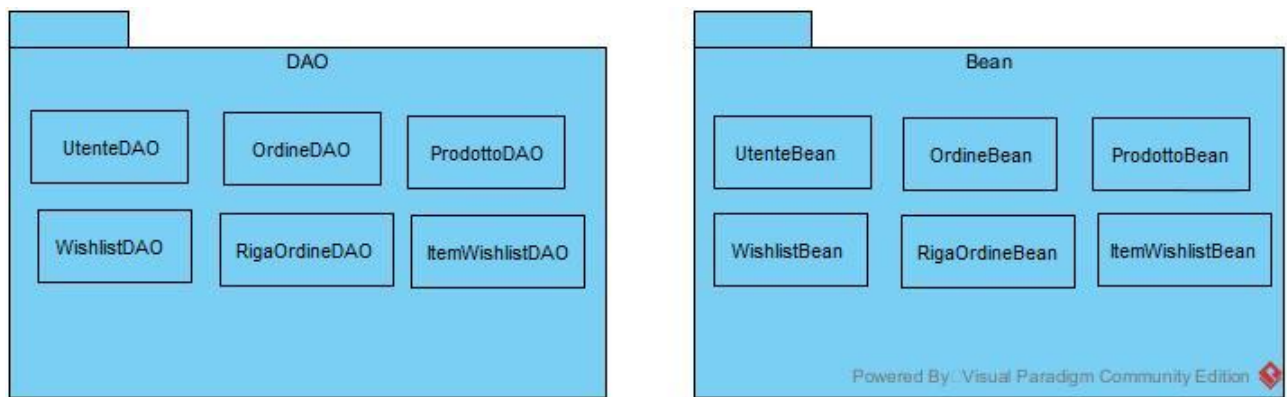 DAO
UtenteDAO
OrdineDAO
ProdottoDAO
WishlistDAO
RigaOrdineDAO
ItemWishlistDAO
Bean
UtenteBean
OrdineBean
ProdottoBean
WishlistBean
RigaOrdineBean
ItemWishlistBean
Powered By Visual Paradigm Community Edition